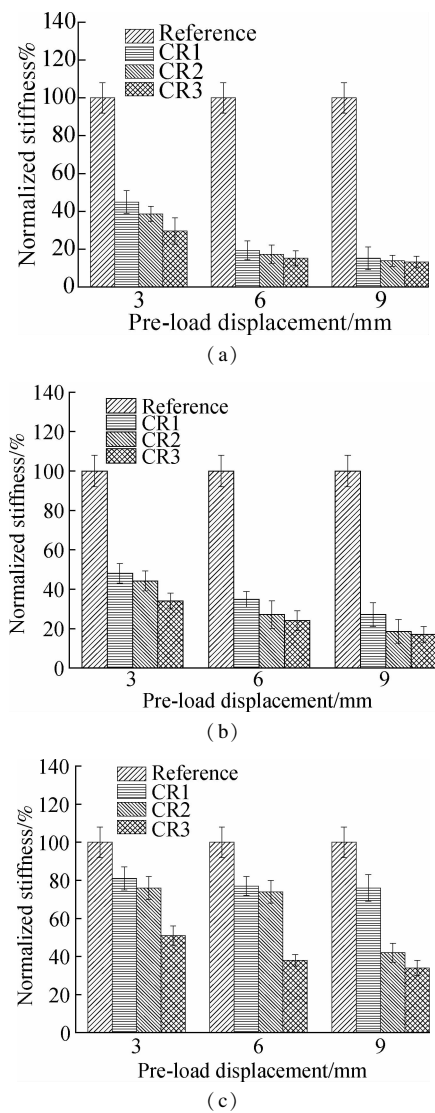 140
120
100
80
60
40
20
0
Normalized stiffness%
Reference
CR1
CR2
CR3
3 6 9
Pre-load displacement/mm
(a)
140
120
100
80
60
40
20
0
Normalized stiffness/%
Reference
CR1
CR2
CR3
3 6 9
Pre-load displacement/mm
(b)
140
120
100
80
60
40
20
0
Normalized stiffness/%
Reference
CR1
CR2
CR3
3 6 9
Pre-load displacement/mm
(c)